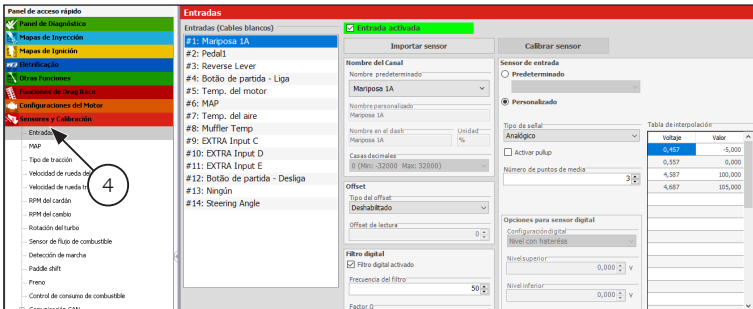 Panel de acceso rápido
Panel de Diagnóstico
Mapas de Inyección
Mapas de Ignición
Eletrificação
Otras Funciones
Funciones de Drag Race
Configuraciones del Motor
Sensores y Calibración
Entradas
MAP
Tipo de tracción
Velocidad de rueda del
Velocidad de rueda tr
RPM del cardán
RPM del cambio
Rotación del turbo
Sensor de flujo de combustible
Detección de marcha
Paddle shift
Freno
Control de consumo de combustible
Comunicación CAN
4
Entradas
Entradas (Cables blancos)
#1: Mariposa 1A
#2: Pedal1
#3: Reverse Lever
#4: Botão de partida - Liga
#5: Temp. del motor
#6: MAP
#7: Temp. del aire
#8: Muffler Temp
#9: EXTRA Input C
#10: EXTRA Input D
#11: EXTRA Input E
#12: Botão de partida - Desliga
#13: Ningún
#14: Steering Angle
Entrada activada
Importar sensor
Calibrar sensor
Nombre del Canal
Nombre predeterminado
Mariposa 1A
Nombre personalizado
Mariposa 1A
Nombre en el dash Unidad
Mariposa 1A %
Casas decimales
0 (Min: -32000 Max: 32000)
Offset
Tipo del offset
Deshabilitado
Offset de lectura
0
Filtro digital
Filtro digital activado
Frecuencia del filtro
50
Factor Q
Sensor de entrada
Predeterminado
Personalizado
Tipo de señal
Analógico
Activar pullup
Número de puntos de media
3
Opciones para sensor digital
Configuracióndigital
Nivel con hsterésis
Nivelsuperior
0,000 V
Nivel inferior
0,000 V
Tabla de interpolación
Voltaje Valor
0,457 -5,000
0,557 0,000
4,587 100,000
4,687 105,000